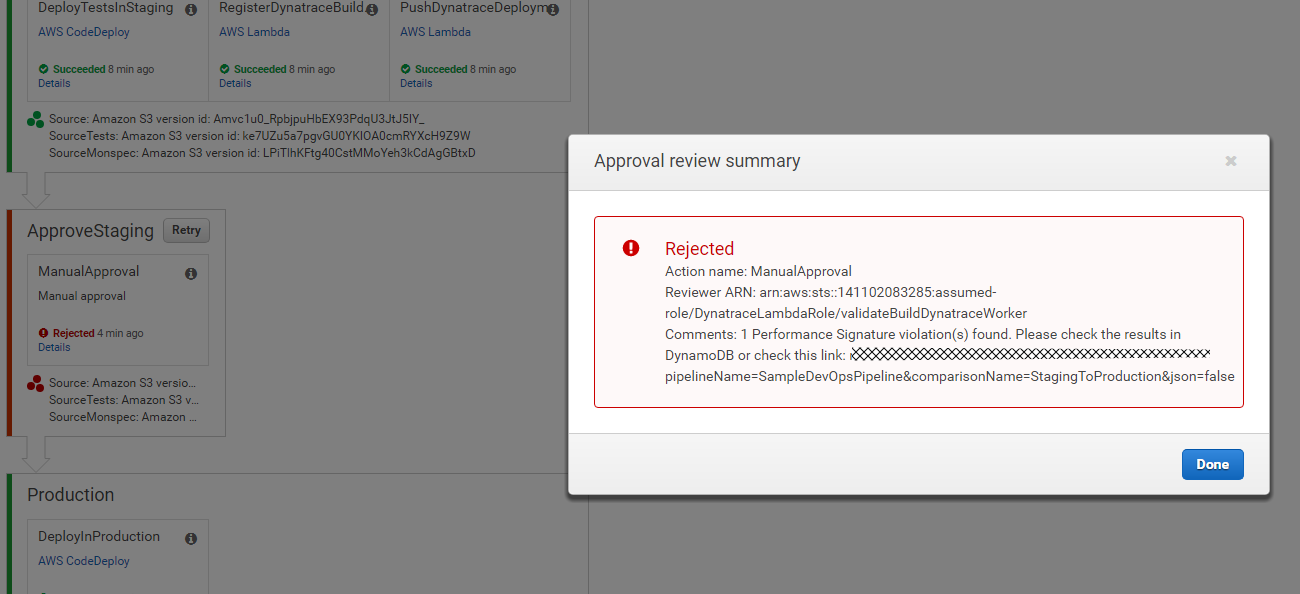 DeployTestsInStaging
AWS CodeDeploy
Succeeded 8 min ago
Details
RegisterDynatraceBuild
AWS Lambda
Succeeded 8 min ago
Details
PushDynatraceDeploym
AWS Lambda
Succeeded 8 min ago
Details
Source: Amazon S3 version id: Amvc1u0_RpbjpuHbEX93PdqU3JtJ5IY_
SourceTests: Amazon S3 version id: ke7UZu5a7pgvGU0YKlOA0cmRYXcH9Z9W
SourceMonspec: Amazon S3 version id: LPiTlhKFtg40CstMMoYeh3kCdAgGBtxD
ApproveStaging
Retry
ManualApproval
Manual approval
Rejected 4 min ago
Details
Source: Amazon S3 versio...
SourceTests: Amazon S3 v...
SourceMonspec: Amazon ...
Production
DeployInProduction
AWS CodeDeploy
Approval review summary
Rejected
Action name: ManualApproval
Reviewer ARN: arn:aws:sts::141102083285:assumed-
role/DynatraceLambdaRole/validateBuildDynatraceWorker
Comments: 1 Performance Signature violation(s) found. Please check the results in
DynamoDB or check this link:
pipelineName=SampleDevOpsPipeline&comparisonName=StagingToProduction&json=false
Done